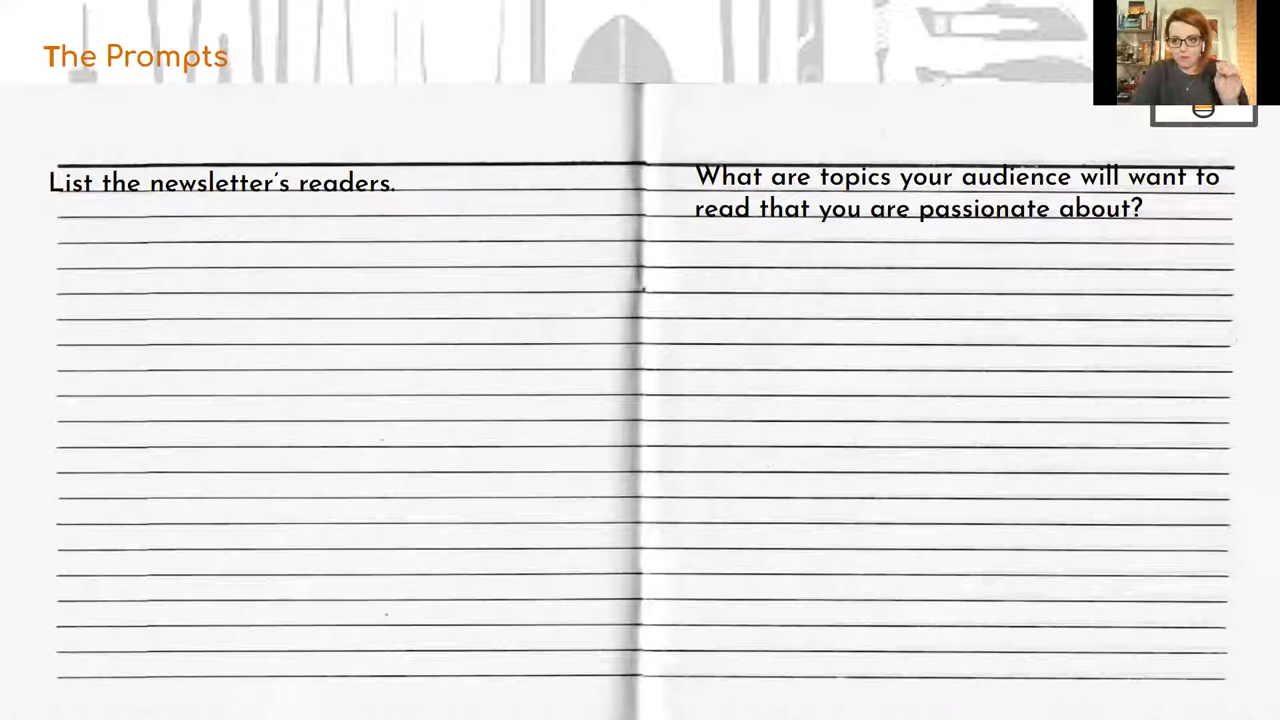 The Prompts
List the newsletter's readers.
What are topics your audience will want to
read that you are passionate about?